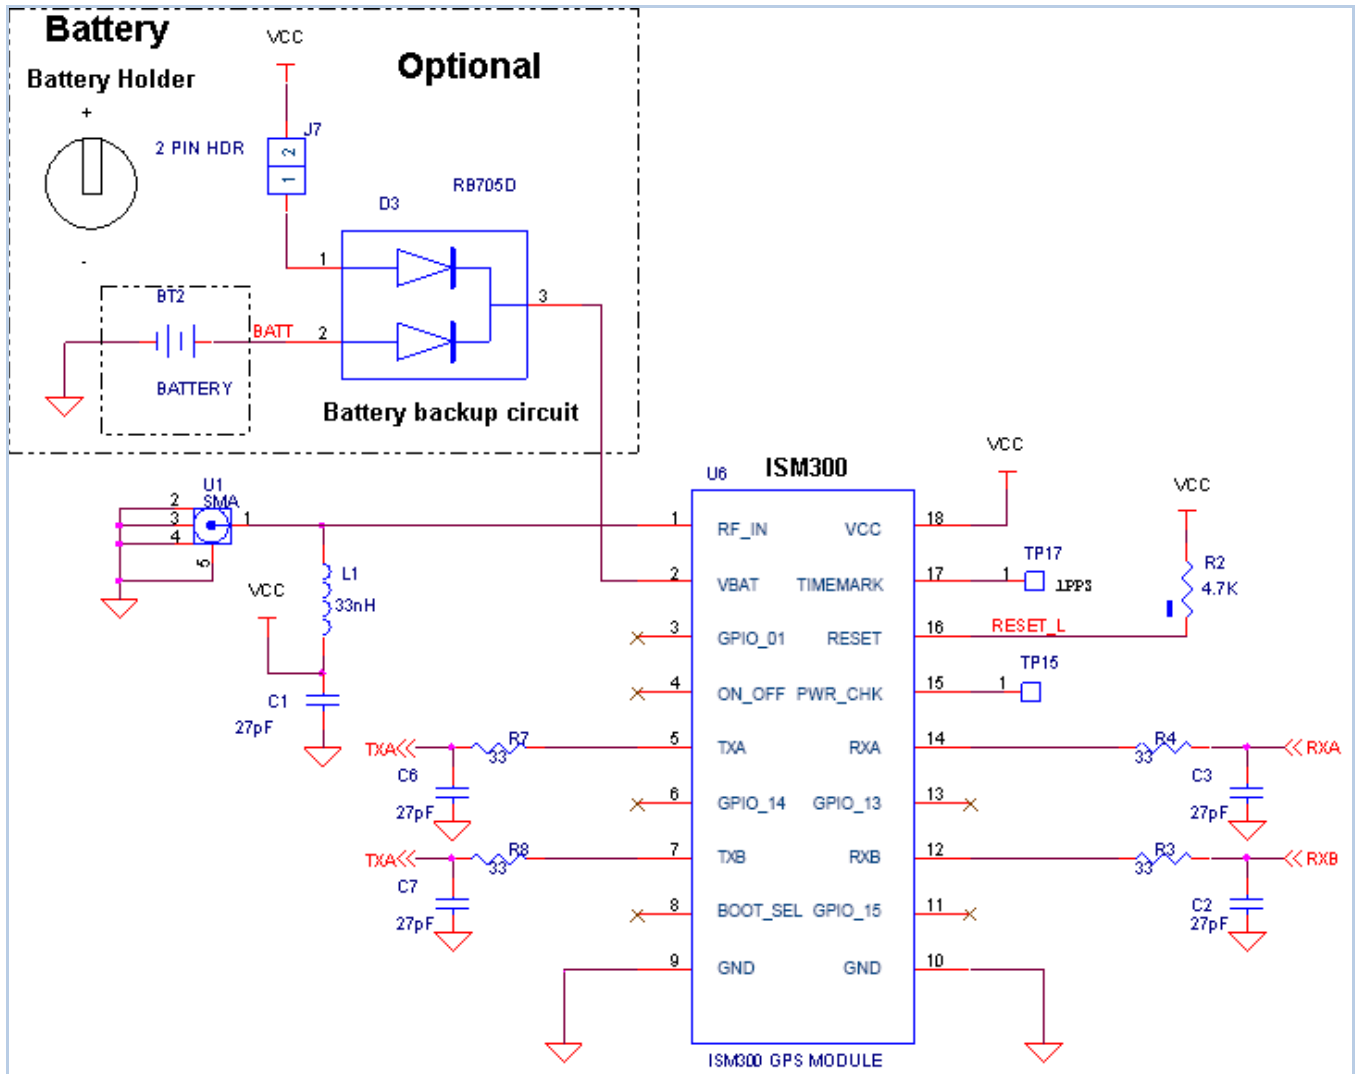 Battery
VCC
Optional
Battery Holder
+
J7
2 PIN HDR
2
1
RB705D
D3
1
3
-
BT2
BATT
2
BATTERY
Battery backup circuit
VCC
U6
ISM300
U1
SMA
VCC
2
3
4
1
5
1
RF_IN
VCC
18
TP17
R2
L1
4.7K
33nH
VCC
2
VBAT
TIMEMARK
17
1
1PPS
3
GPIO_01
RESET
16
RESET_L
TP15
4
ON_OFF
PWR_CHK
15
1
C1
27pF
TXA
R7
33
5
TXA
RXA
14
R4
33
RXA
C6
27pF
C3
27pF
6
GPIO_14
GPIO_13
13
TXA
R8
33
7
TXB
RXB
12
R3
33
RXB
C7
27pF
C2
27pF
8
BOOT_SEL
GPIO_15
11
9
GND
GND
10
ISM300 GPS MODULE